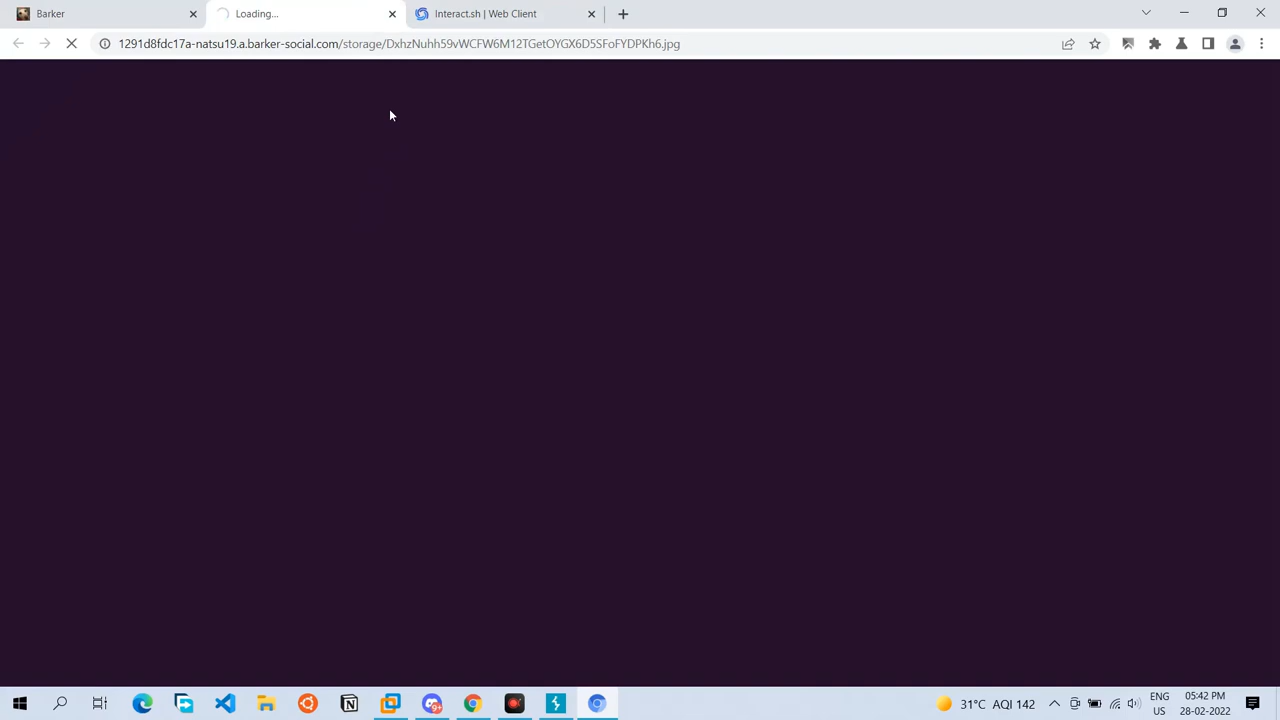 Barker
Loading...
Interact.sh | Web Client
1291d8fdc17a-natsu19.a.barker-social.com/storage/DxhzNuhh59vWCFW6M12TGetOYGX6D5SFoFYDPKh6.jpg
31°C AQI 142
ENG
US
05:42 PM
28-02-2022